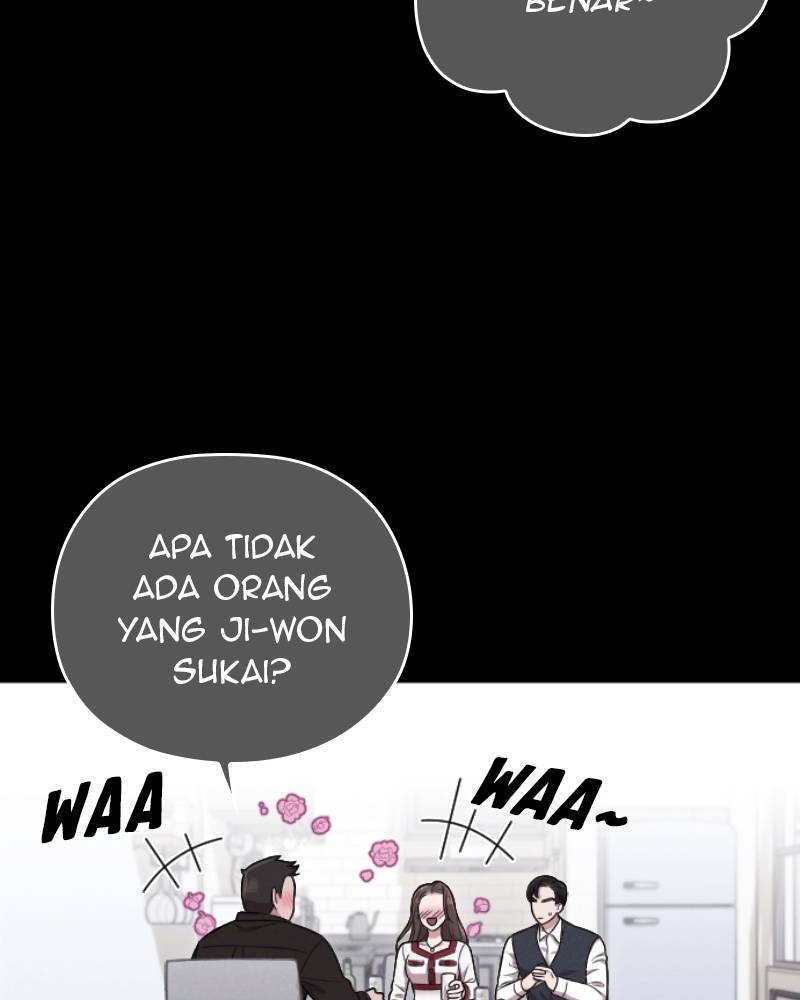 BENAR~
APA TIDAK
ADA ORANG
YANG JI-WON
SUKAI?
WAA
WAA~